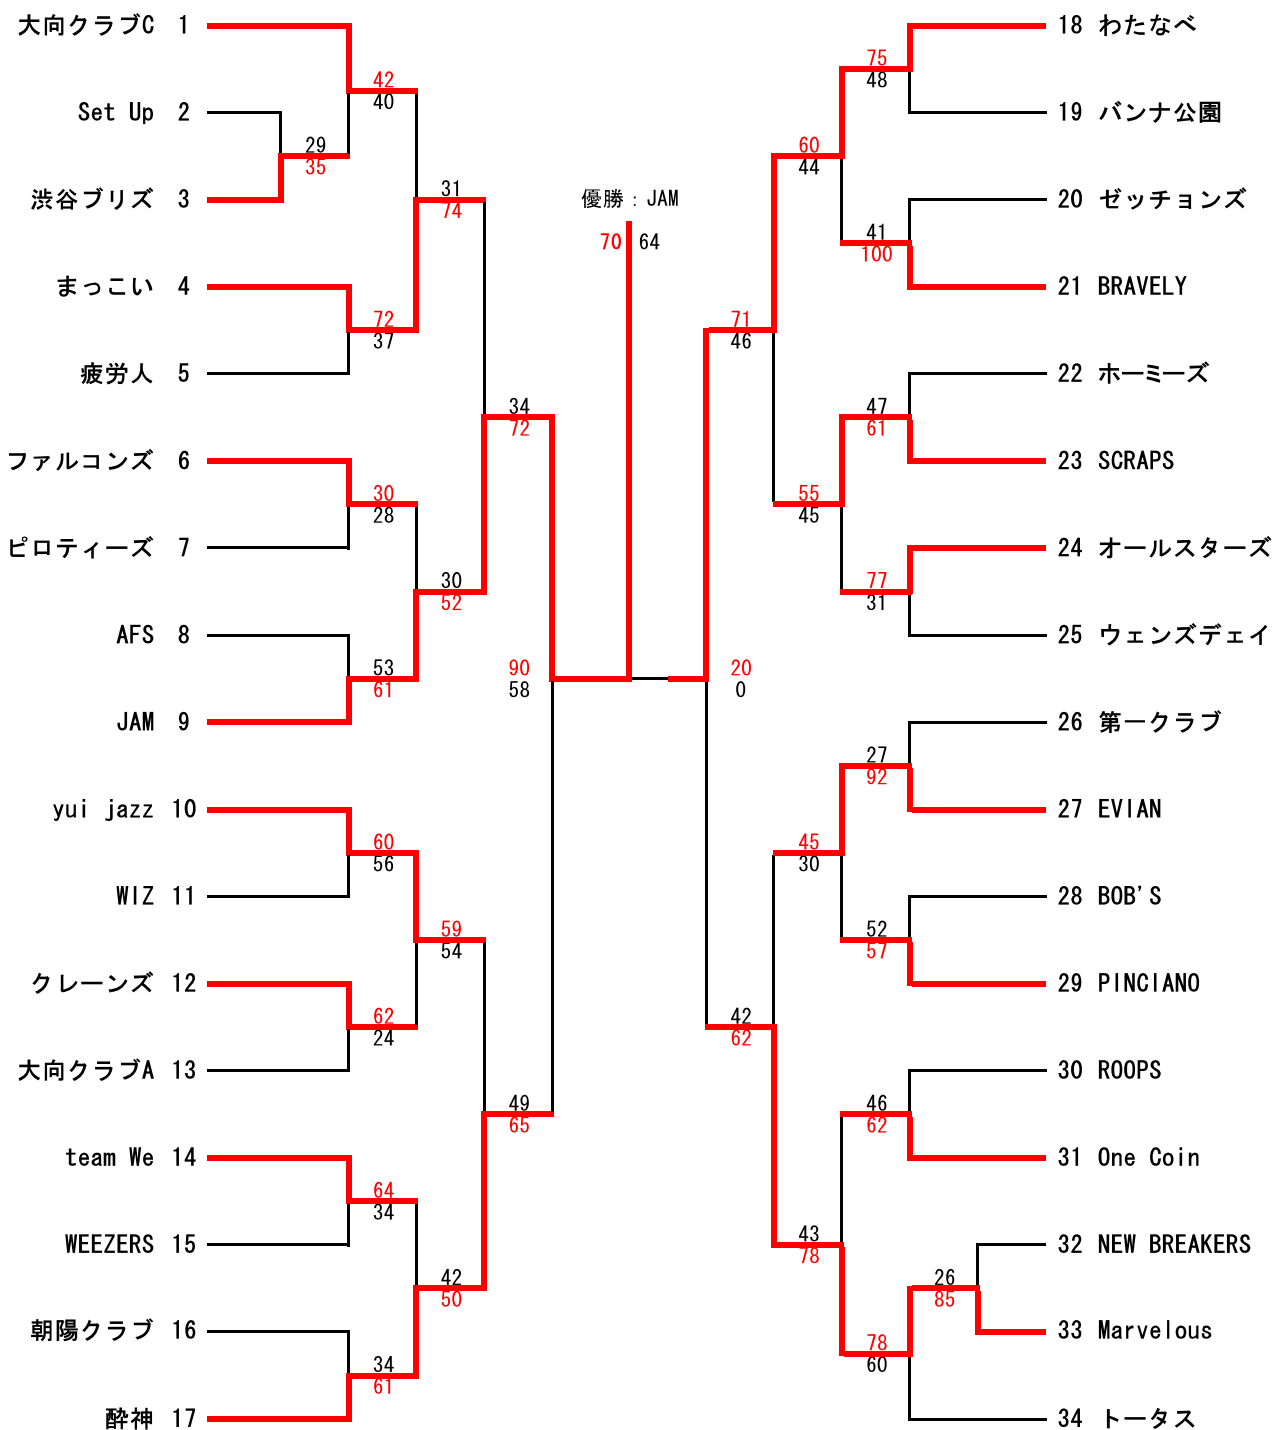 大向クラブC 1
Set Up 2
渋谷ブリズ 3
まっこい 4
疲労人 5
ファルコンズ 6
ピロティーズ 7
AFS 8
JAM 9
yui jazz 10
WIZ 11
クレーンズ 12
大向クラブA 13
team We 14
WEEZERS 15
朝陽クラブ 16
酔神 17
42
40
29
35
72
37
30
28
53
61
60
56
62
24
64
34
34
61
31
74
30
52
59
54
42
50
34
72
49
65
90
58
優勝：JAM
70 64
20
0
71
46
42
62
60
44
55
45
45
30
43
78
75
48
41
100
47
61
77
31
27
92
52
57
46
62
26
85
78
60
18 わたなべ
19 バンナ公園
20 ゼッチョンズ
21 BRAVELY
22 ホーミーズ
23 SCRAPS
24 オールスターズ
25 ウェンズデェイ
26 第一クラブ
27 EVIAN
28 BOB'S
29 PINCIANO
30 ROOPS
31 One Coin
32 NEW BREAKERS
33 Marvelous
34 トータス